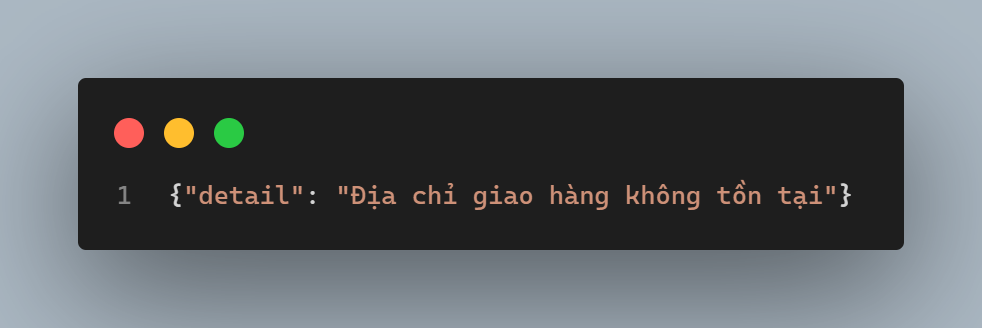 1 {"detail": "Địa chỉ giao hàng không tồn tại"}